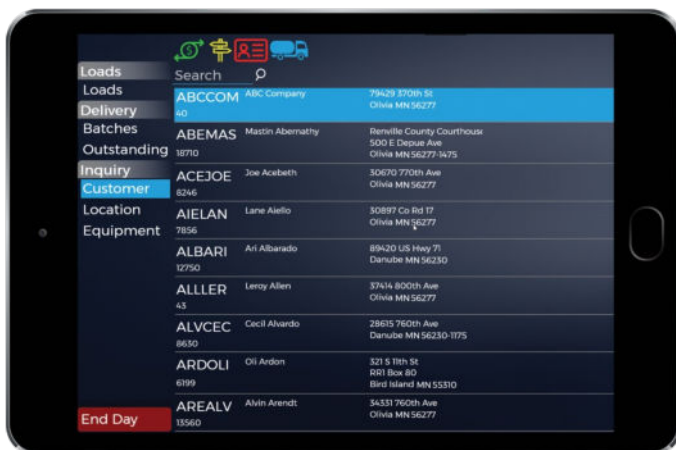 Loads
Loads
Delivery
Batches
Outstanding
Inquiry
Customer
Location
Equipment
End Day
$
Search
ABCCOM ABC Company 79429 370th St
40 Olivia MN 56277
ABEMAS Mastin Abernathy Renville County Courthouse
18710 500 E Depue Ave
Olivia MN 56277-1475
ACEJOE Joe Acebeth 30670 770th Ave
8246 Olivia MN 56277
AIELAN Lane Aiello 30897 Co Rd 17
7856 Olivia MN 56277
ALBARI Ari Albarado 89420 US Hwy 71
12750 Danube MN 56230
ALLLER Leroy Allen 37414 800th Ave
43 Olivia MN 56277
ALVCEC Cecil Alvardo 28615 760th Ave
8630 Danube MN 56230-1175
ARDOLI Oli Ardon 321 S 11th St
6199 RR1 Box 80
Bird Island MN 55310
AREALV Alvin Arendt 34331 760th Ave
13560 Olivia MN 56277